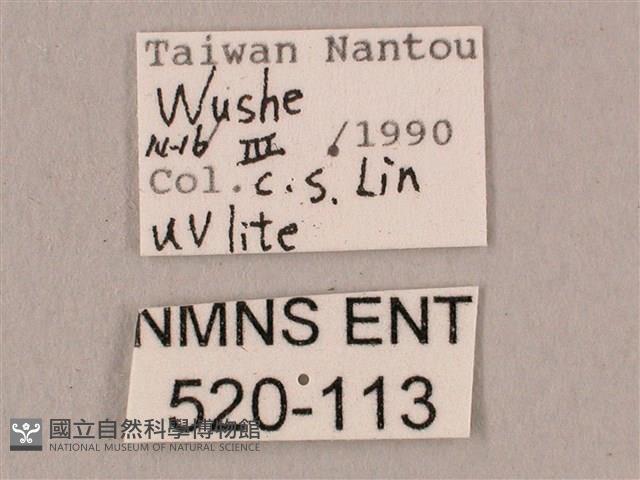 Taiwan Nantou
Wushe
14-16 III /1990
Col. C. S. Lin
UV lite
NMNS ENT
520-113
國立自然科學博物館
NATIONAL MUSEUM OF NATURAL SCIENCE